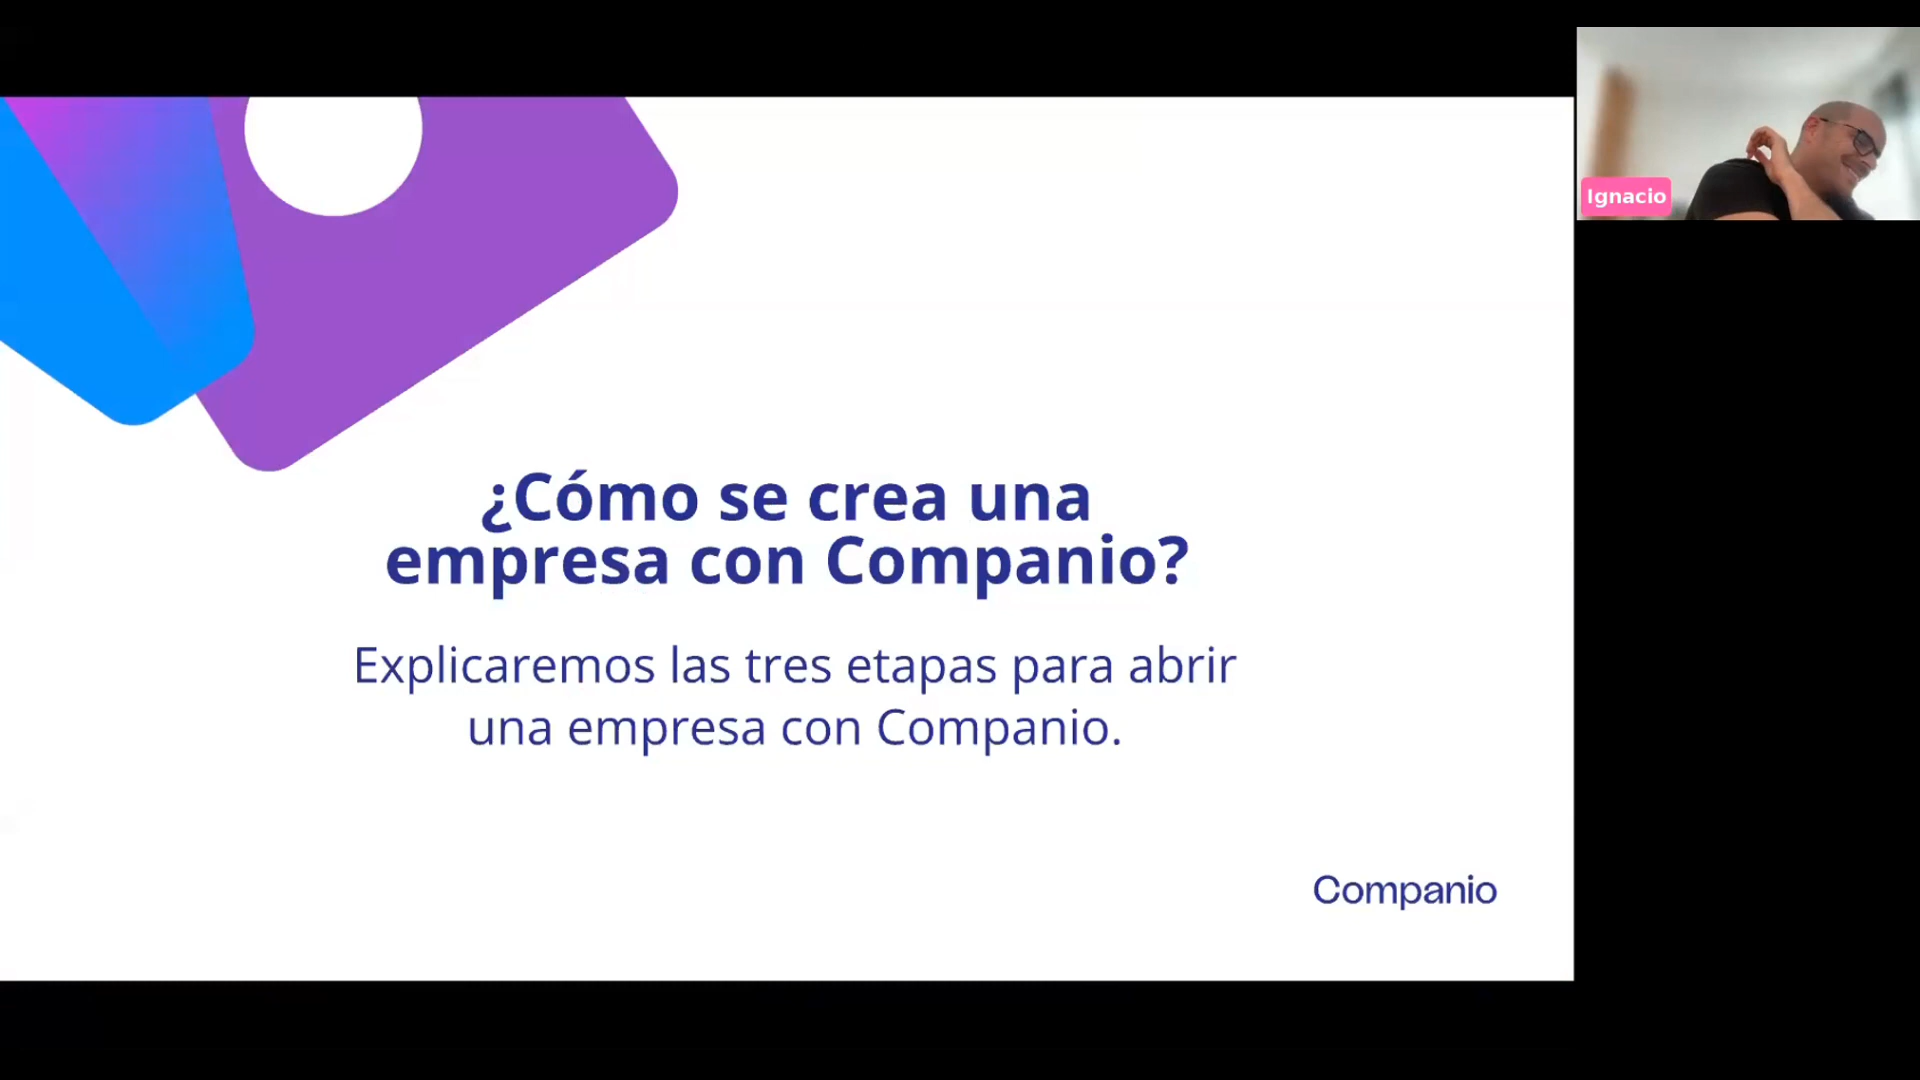 ¿Cómo se crea una
empresa con Companio?
Explicaremos las tres etapas para abrir
una empresa con Companio.
Companio
Ignacio